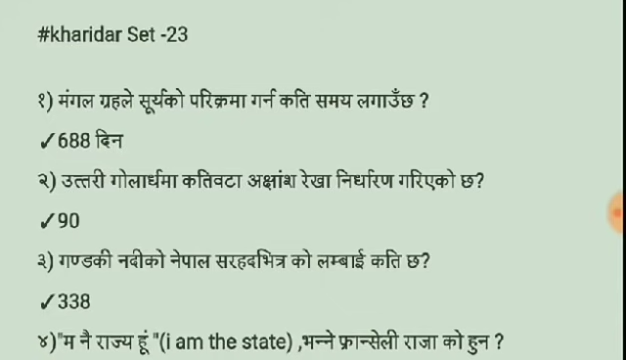 #kharidar Set -23
१) मंगल ग्रहले सूर्यको परिक्रमा गर्न कति समय लगाउँछ ?
✓688 दिन
२) उत्तरी गोलार्धमा कतिवटा अक्षांश रेखा निर्धारण गरिएको छ?
✓90
३) गण्डकी नदीको नेपाल सरहदभित्र को लम्बाई कति छ?
✓338
४)"म नै राज्य हूं "(i am the state) ,भन्ने फ्रान्सेली राजा को हुन ?